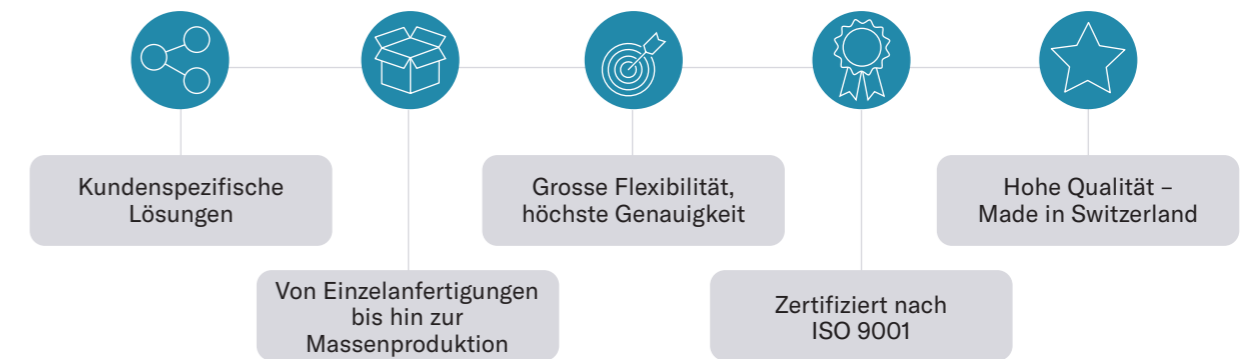 Kundenspezifische
Lösungen
Von Einzelanfertigungen
bis hin zur
Massenproduktion
Grosse Flexibilität,
höchste Genauigkeit
Zertifiziert nach
ISO 9001
Hohe Qualität –
Made in Switzerland